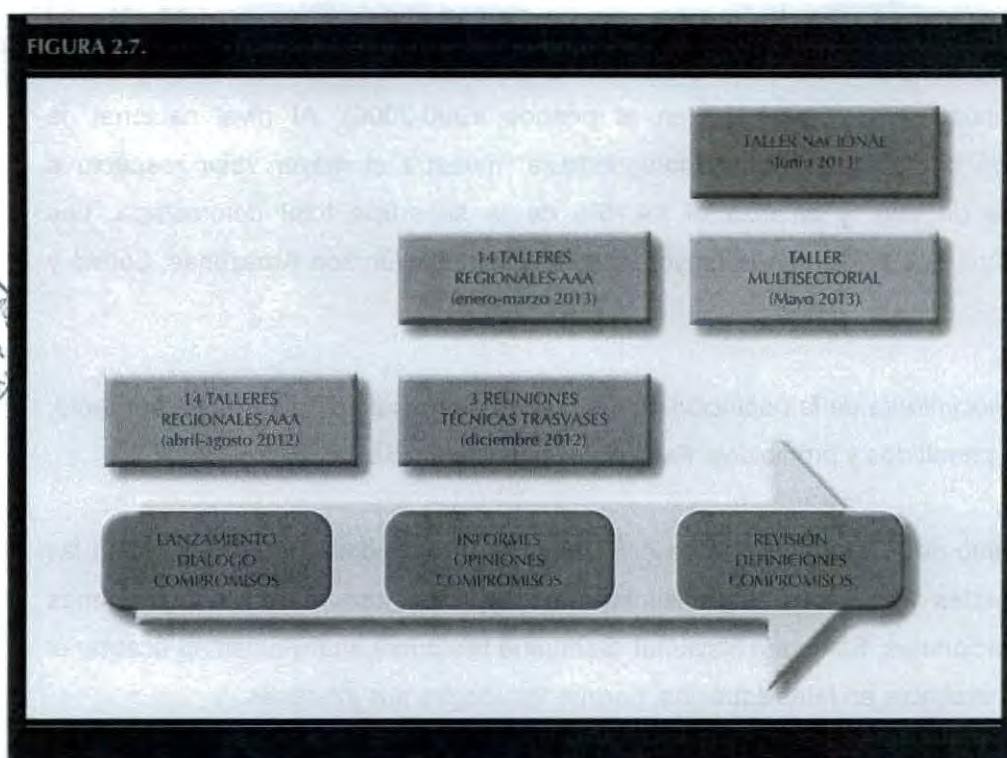 FIGURA 2.7.
TALLER NACIONAL
(Junio 2013)
14 TALLERES
REGIONALES AAA
(enero-marzo 2013)
TALLER
MULTISECTORIAL
(Mayo 2013)
14 TALLERES
REGIONALES AAA
(abril-agosto 2012)
3 REUNIONES
TÉCNICAS TRASVASES
(diciembre 2012)
LANZAMIENTO
DIALOGO
COMPROMISOS
INFORMES
OPINIONES
COMPROMISOS
REVISIÓN
DEFINICIONES
COMPROMISOS